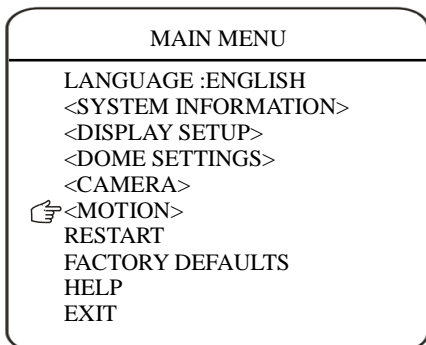 MAIN MENU
LANGUAGE :ENGLISH
<SYSTEM INFORMATION>
<DISPLAY SETUP>
<DOME SETTINGS>
<CAMERA>
<MOTION>
RESTART
FACTORY DEFAULTS
HELP
EXIT